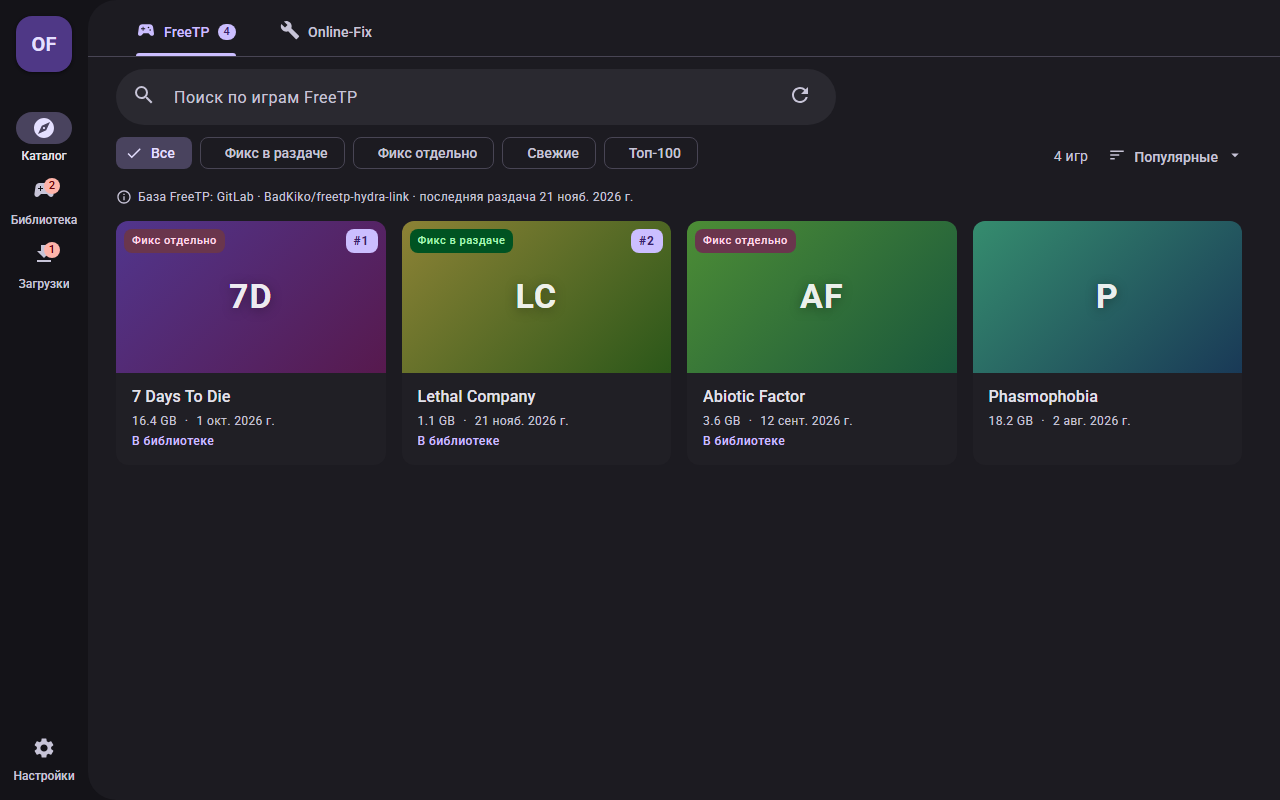 OF
FreeTP 4
Online-Fix
Поиск по играм FreeTP
Каталог
2
Библиотека
1
Загрузки
Настройки
Все
Фикс в раздаче
Фикс отдельно
Свежие
Топ-100
4 игр
Популярные
База FreeTP: GitLab · BadKiko/freetp-hydra-link · последняя раздача 21 нояб. 2026 г.
Фикс отдельно
#1
7D
7 Days To Die
16.4 GB · 1 окт. 2026 г.
В библиотеке
Фикс в раздаче
#2
LC
Lethal Company
1.1 GB · 21 нояб. 2026 г.
В библиотеке
Фикс отдельно
AF
Abiotic Factor
3.6 GB · 12 сент. 2026 г.
В библиотеке
P
Phasmophobia
18.2 GB · 2 авг. 2026 г.